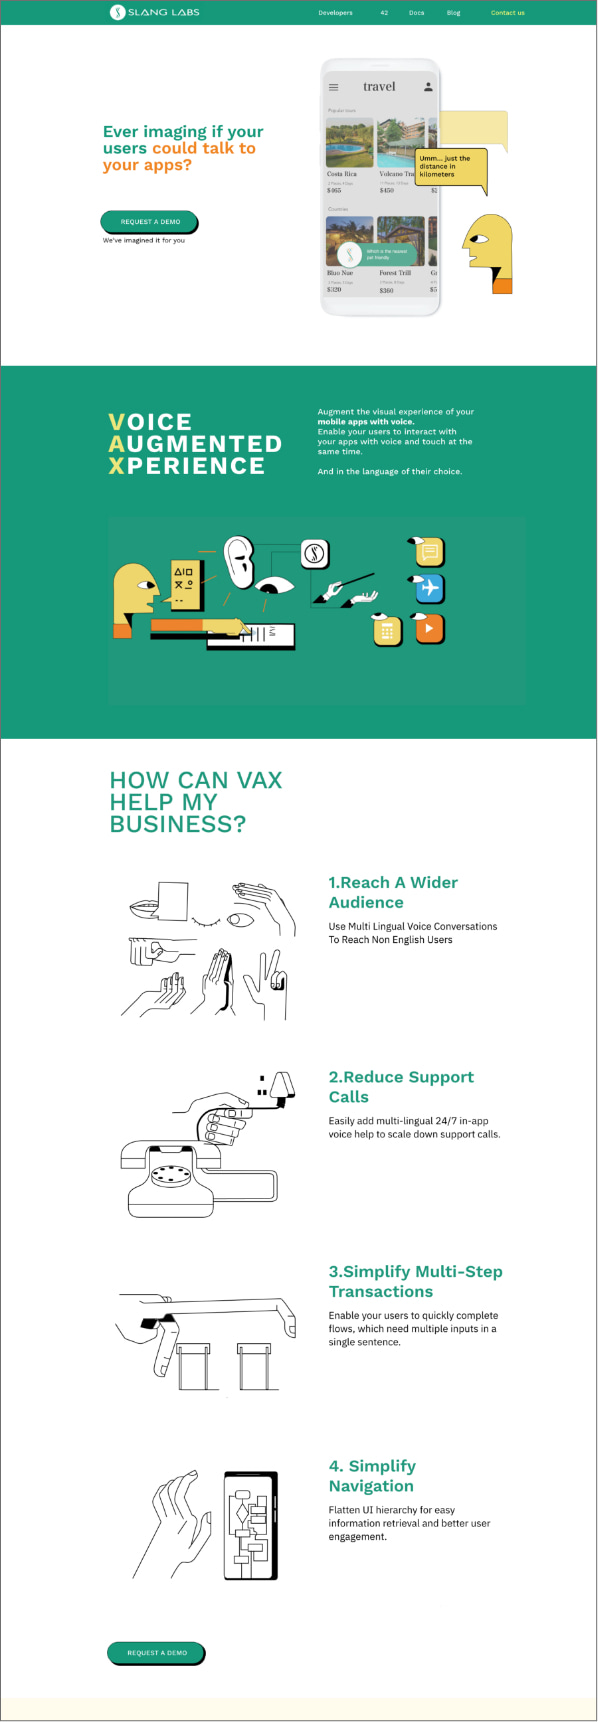 SLANG LABS
Developers
42
Docs
Blog
Contact us
Ever imaging if your
users could talk to
your apps?
REQUEST A DEMO
We've imagined it for you
travel
Popular tours
Costa Rica
$465
Volcano Tra
$450
$2
Umm... just the
distance in
kilometers
Counties
Which is the nearest
pet friendly
Blue Nue
$320
Forest Trill
$360
Gr
$5
VOICE
AUGMENTED
XPERIENCE
Augment the visual experience of your
mobile apps with voice.
Enable your users to interact with
your apps with voice and touch at the
same time.
And in the language of their choice.
HOW CAN VAX
HELP MY
BUSINESS?
1.Reach A Wider
Audience
Use Multi Lingual Voice Conversations
To Reach Non English Users
2.Reduce Support
Calls
Easily add multi-lingual 24/7 in-app
voice help to scale down support calls.
3.Simplify Multi-Step
Transactions
Enable your users to quickly complete
flows, which need multiple inputs in a
single sentence.
4. Simplify
Navigation
Flatten UI hierarchy for easy
information retrieval and better user
engagement.
REQUEST A DEMO